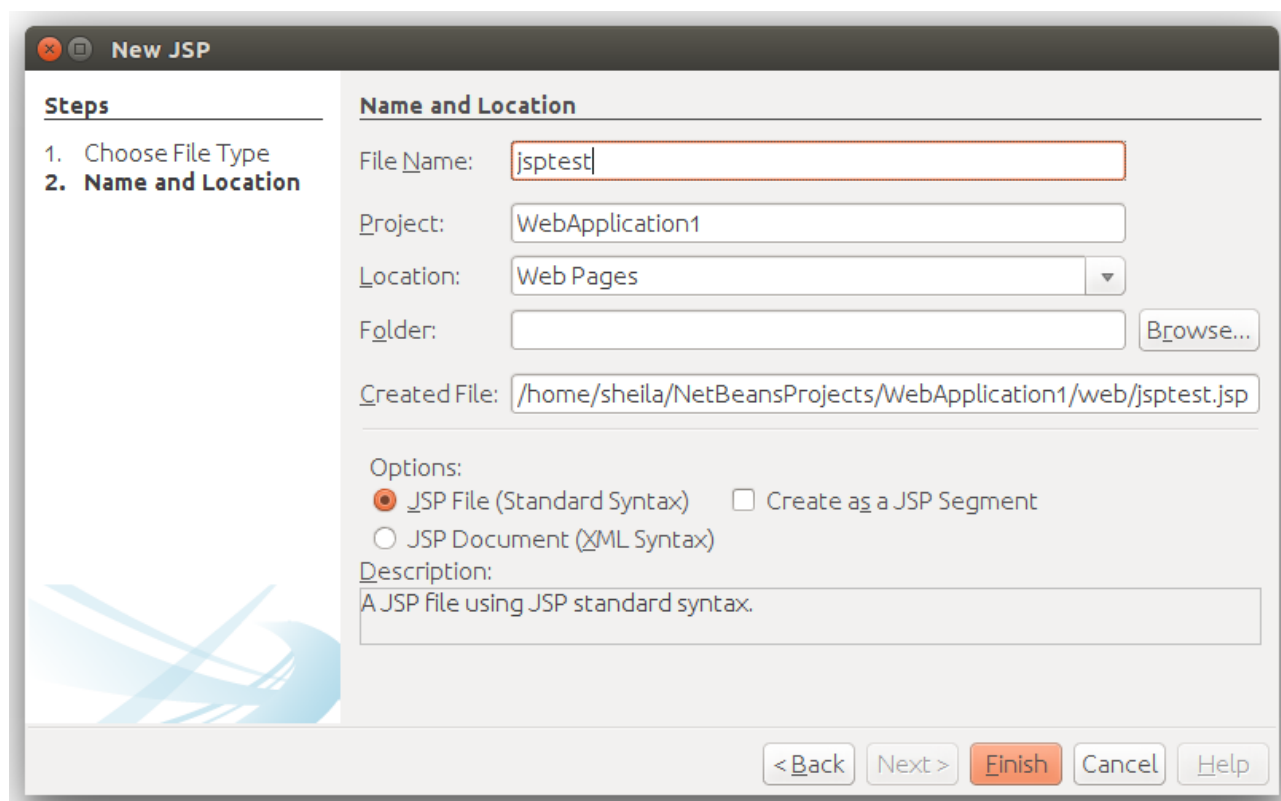 New JSP
Steps
1. Choose File Type
2. Name and Location
Name and Location
File Name: jsptest
Project: WebApplication1
Location: Web Pages
Folder: Browse...
Created File: /home/sheila/NetBeansProjects/WebApplication1/web/jsptest.jsp
Options:
JSP File (Standard Syntax) Create as a JSP Segment
JSP Document (XML Syntax)
Description:
A JSP file using JSP standard syntax.
< Back Next > Finish Cancel Help